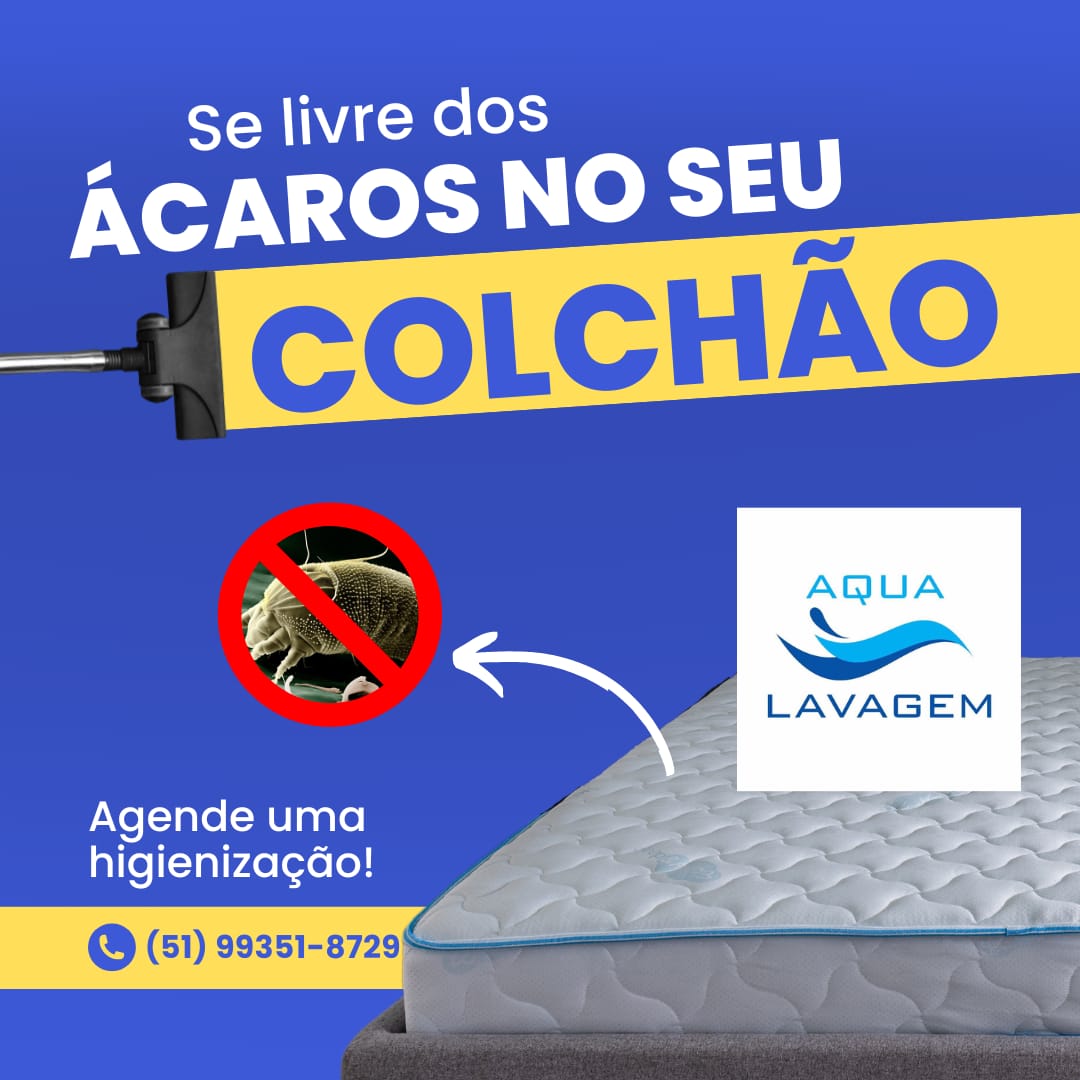 Se livre dos
ÁCAROS NO SEU
COLCHÃO
AQUA
LAVAGEM
Agende uma
higienização!
(51) 99351-8729